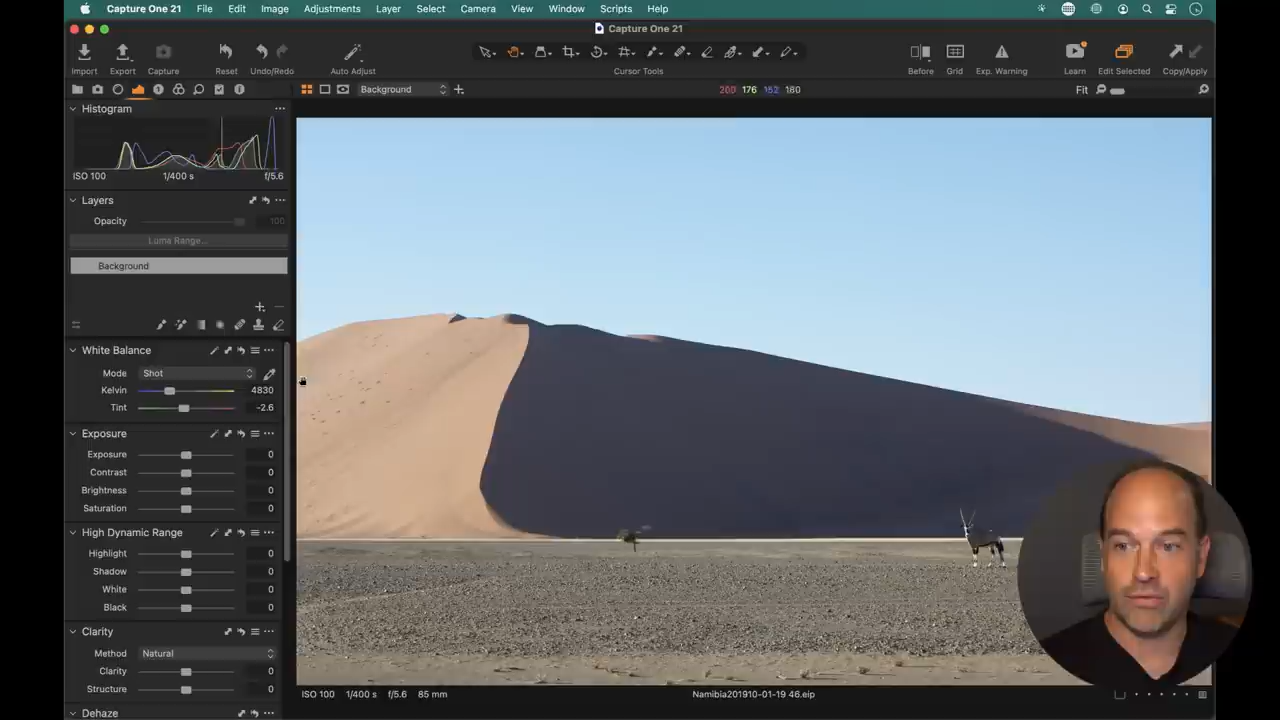 Capture One 21 File Edit Image Adjustments Layer Select Camera View Window Scripts Help
Capture One 21
Import Export Capture Reset Undo/Redo Auto Adjust Cursor Tools Before Grid Exp. Warning Learn Edit Selected Copy/Apply
Background 200 176 152 180 Fit
Histogram
ISO 100 1/400 s f/5.6
Layers
Opacity 100
Luma Range...
Background
White Balance
Mode Shot
Kelvin 4830
Tint -2.6
Exposure
Exposure 0
Contrast 0
Brightness 0
Saturation 0
High Dynamic Range
Highlight 0
Shadow 0
White 0
Black 0
Clarity
Method Natural
Clarity 0
Structure 0
Dehaze
ISO 100 1/400 s f/5.6 85 mm Namibia201910-01-19 46.eip